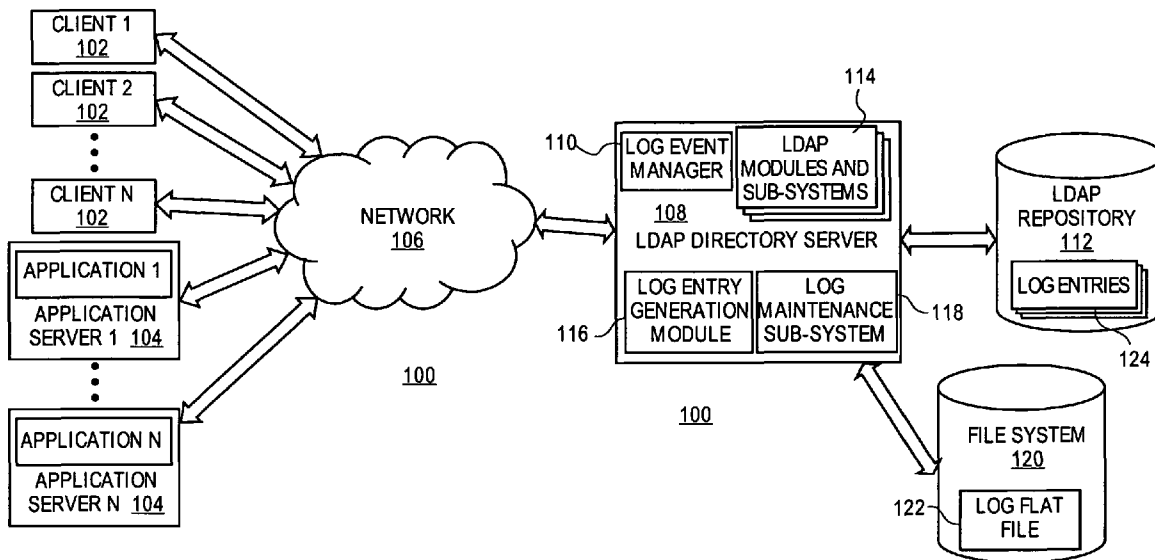 CLIENT 1
102
CLIENT 2
102
CLIENT N
102
APPLICATION 1
APPLICATION
SERVER 1 104
APPLICATION N
APPLICATION
SERVER N 104
NETWORK
106
100
110
LOG EVENT
MANAGER
114
LDAP
MODULES AND
SUB-SYSTEMS
108
LDAP DIRECTORY SERVER
116
LOG ENTRY
GENERATION
MODULE
LOG
MAINTENANCE
SUB-SYSTEM
118
100
LDAP
REPOSITORY
112
LOG ENTRIES
124
FILE SYSTEM
120
122
LOG FLAT
FILE